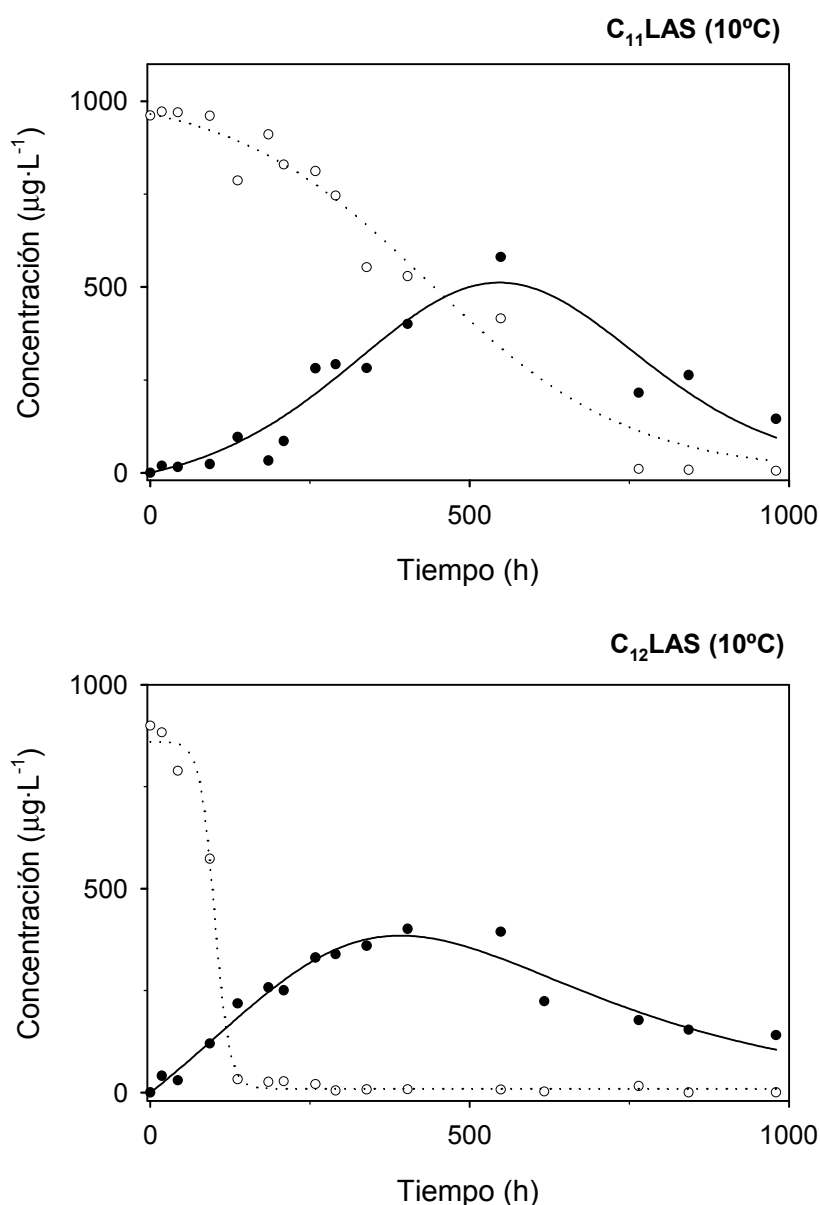 C₁₁LAS (10ºC)
Concentración (µg·L⁻¹)
1000
500
0
0
500
1000
Tiempo (h)
C₁₂LAS (10ºC)
Concentración (µg·L⁻¹)
1000
500
0
0
500
1000
Tiempo (h)